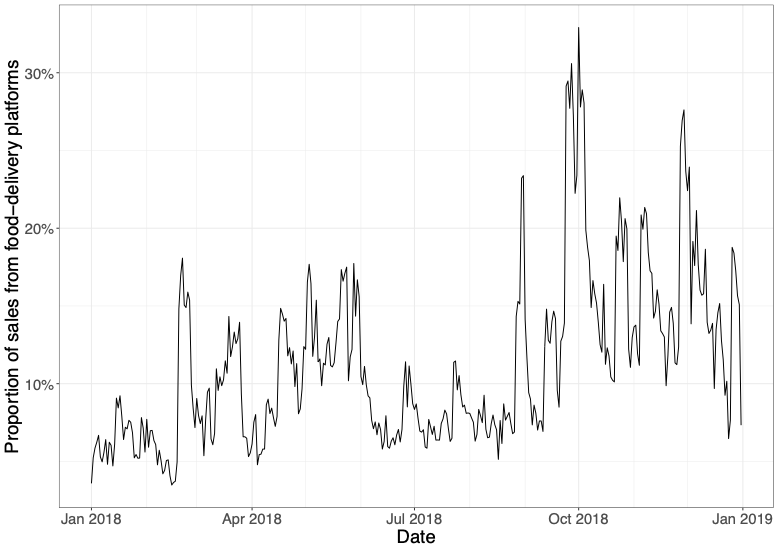 Proportion of sales from food−delivery platforms
30%
20%
10%
Jan 2018
Apr 2018
Jul 2018
Oct 2018
Jan 2019
Date